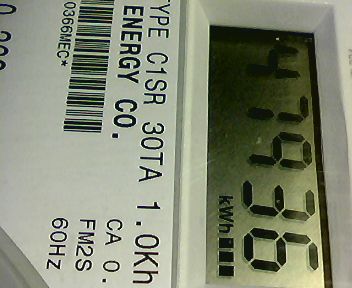 47936
kWh
TYPE C1SR 30TA 1.0Kh
ENERGY CO. CA 0.
FM2S
60HZ
0366MEC*